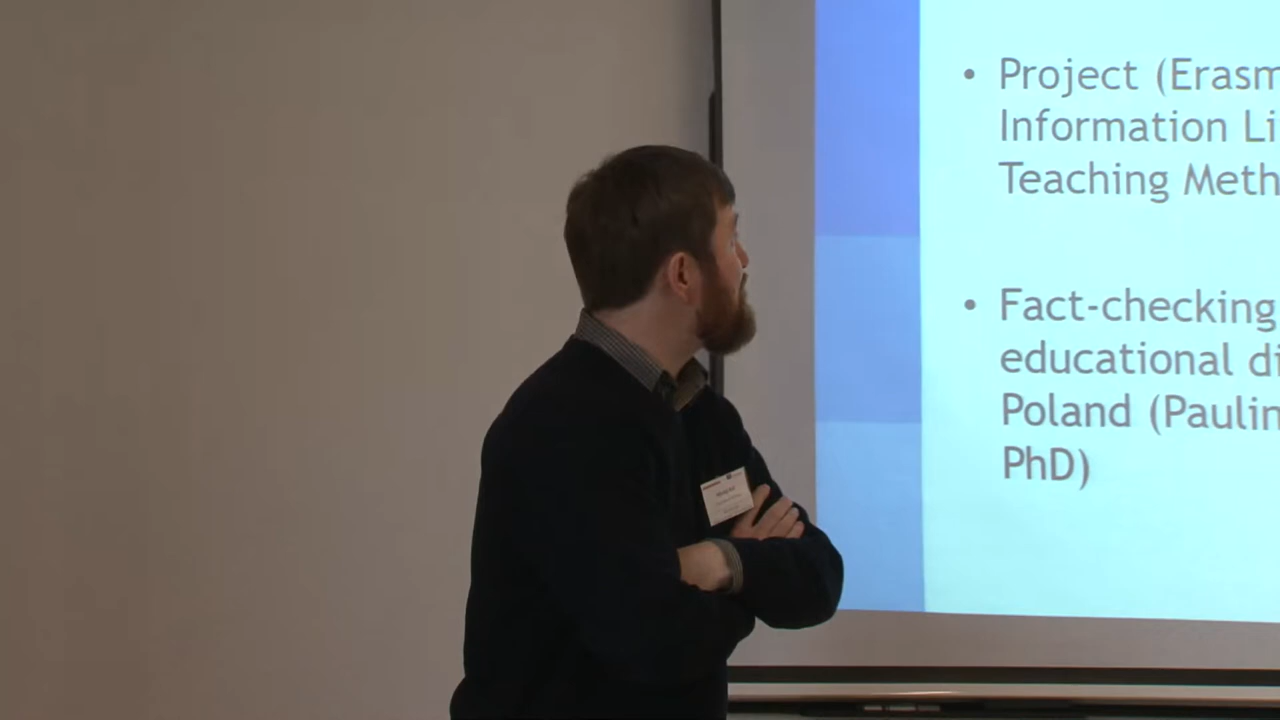 • Project (Erasm
Information Li
Teaching Meth
• Fact-checking
educational di
Poland (Paulin
PhD)